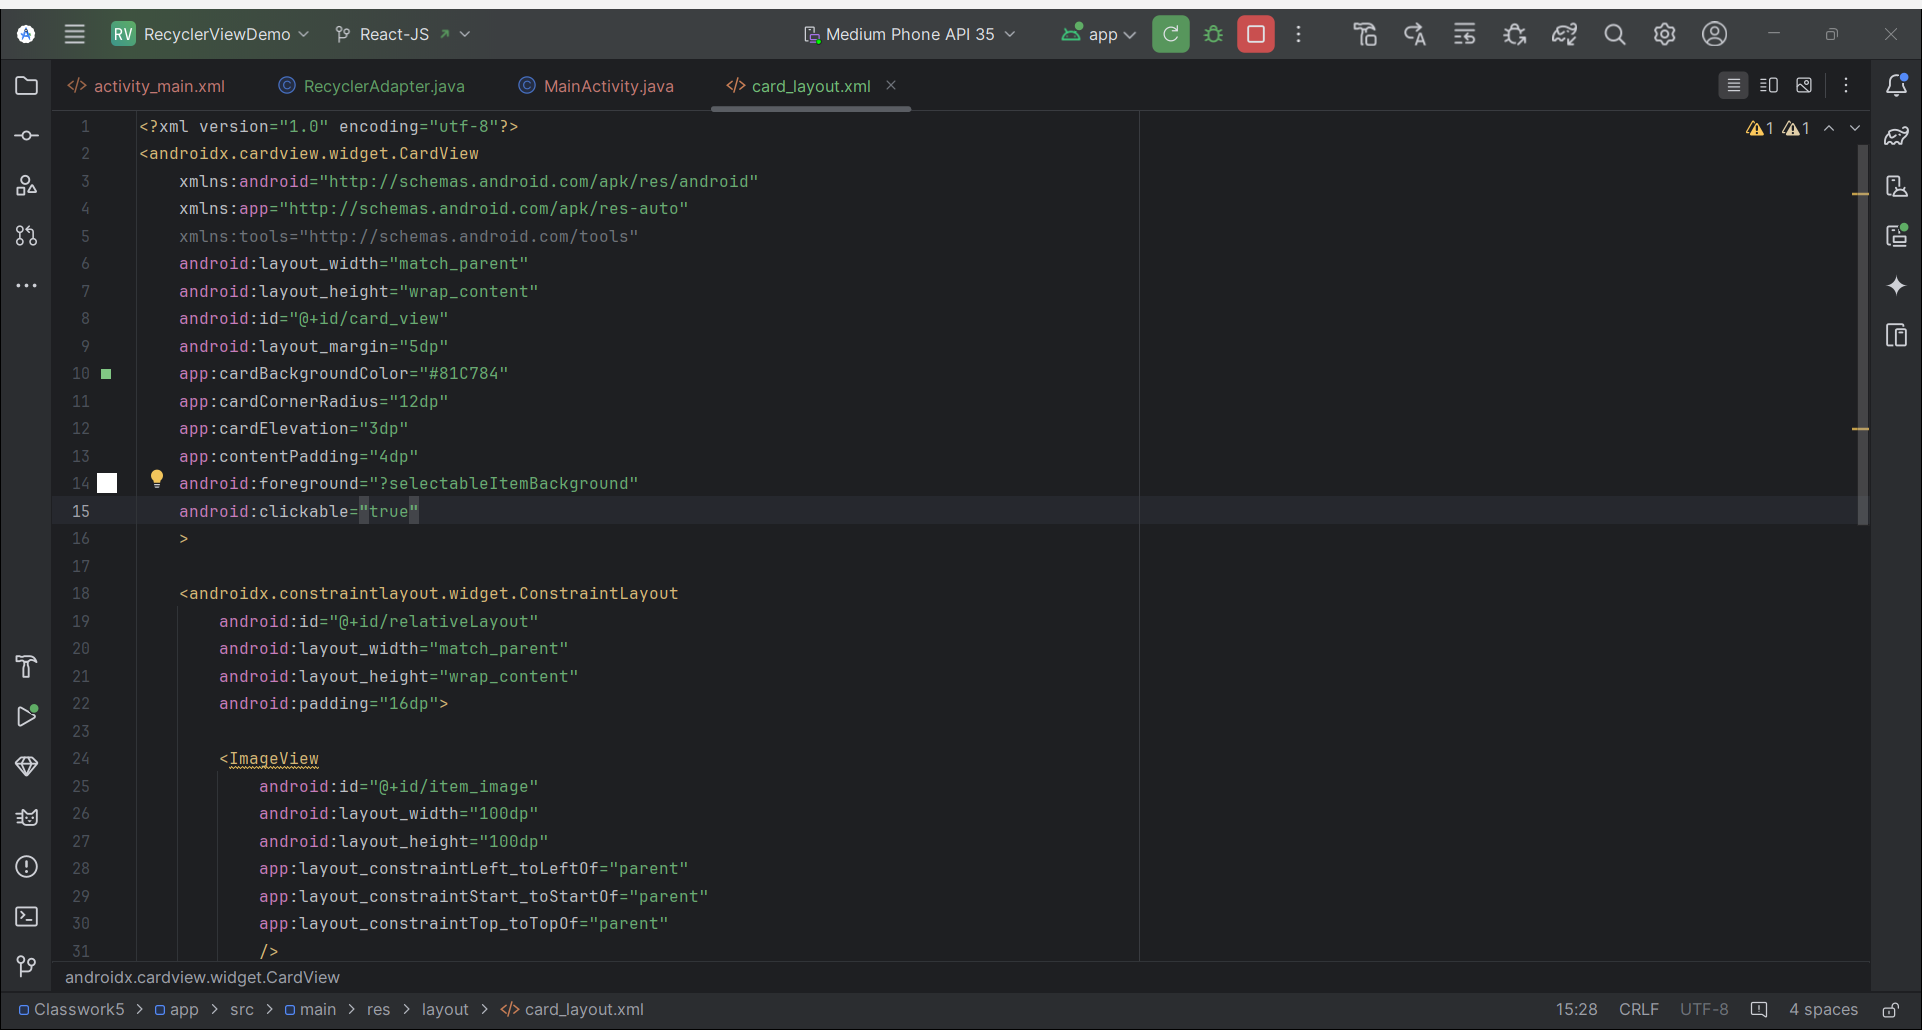 RV RecyclerViewDemo React-JS Medium Phone API 35 app
activity_main.xml RecyclerAdapter.java MainActivity.java card_layout.xml
1 1
1 <?xml version="1.0" encoding="utf-8"?>
2 <androidx.cardview.widget.CardView
3 xmlns:android="http://schemas.android.com/apk/res/android"
4 xmlns:app="http://schemas.android.com/apk/res-auto"
5 xmlns:tools="http://schemas.android.com/tools"
6 android:layout_width="match_parent"
7 android:layout_height="wrap_content"
8 android:id="@+id/card_view"
9 android:layout_margin="5dp"
10 app:cardBackgroundColor="#81C784"
11 app:cardCornerRadius="12dp"
12 app:cardElevation="3dp"
13 app:contentPadding="4dp"
14 android:foreground="?selectableItemBackground"
15 android:clickable="true"
16 >
17
18 <androidx.constraintlayout.widget.ConstraintLayout
19 android:id="@+id/relativeLayout"
20 android:layout_width="match_parent"
21 android:layout_height="wrap_content"
22 android:padding="16dp">
23
24 <ImageView
25 android:id="@+id/item_image"
26 android:layout_width="100dp"
27 android:layout_height="100dp"
28 app:layout_constraintLeft_toLeftOf="parent"
29 app:layout_constraintStart_toStartOf="parent"
30 app:layout_constraintTop_toTopOf="parent"
31 />
androidx.cardview.widget.CardView
Classwork5 > app > src > main > res > layout > card_layout.xml 15:28 CRLF UTF-8 4 spaces